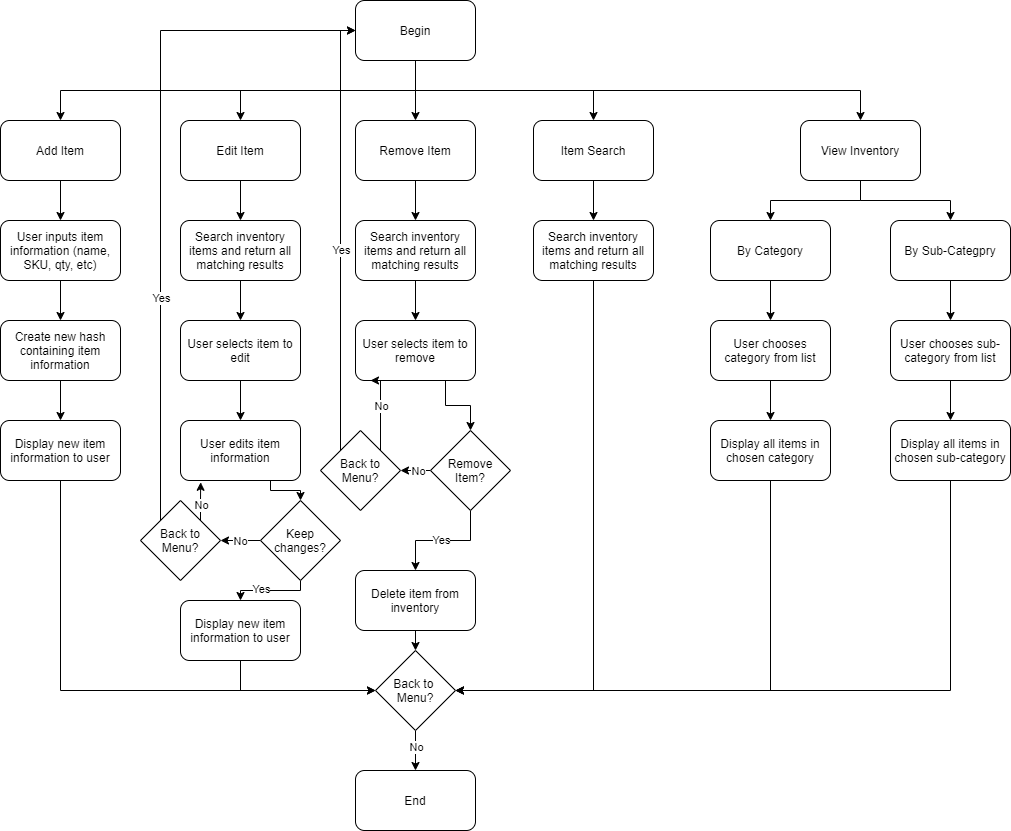 Begin
Add Item
Edit Item
Remove Item
Item Search
View Inventory
User inputs item
information (name,
SKU, qty, etc)
Search inventory
items and return all
matching results
Yes
Search inventory
items and return all
matching results
Search inventory
items and return all
matching results
By Category
By Sub-Categpry
Yes
Create new hash
containing item
information
User selects item to
edit
User selects item to
remove
User chooses
category from list
User chooses sub-
category from list
No
Display new item
information to user
User edits item
information
Back to
Menu?
No
Remove
Item?
Display all items in
chosen category
Display all items in
chosen sub-category
No
Back to
Menu?
No
Keep
changes?
Yes
Yes
Display new item
information to user
Delete item from
inventory
Back to
Menu?
No
End